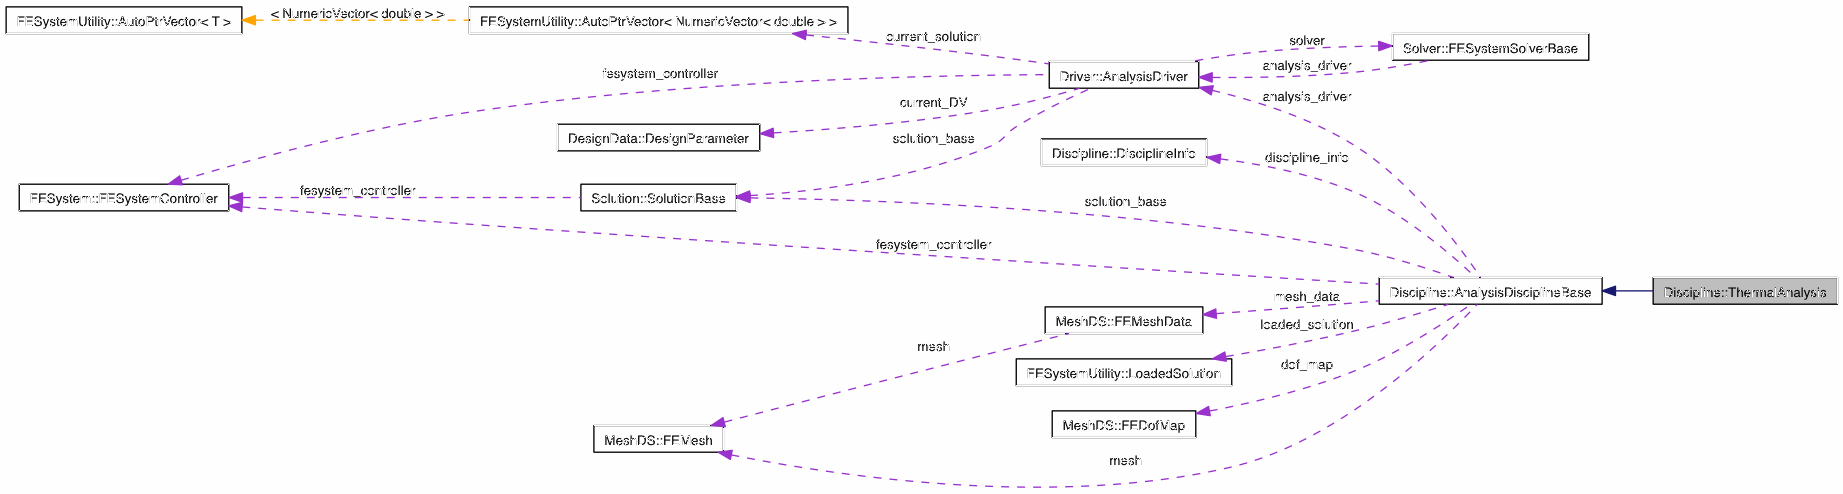 FESystemUtility::AutoPtrVector< T >
< NumericVector< double > >
FESystemUtility::AutoPtrVector< NumericVector< double > >
current_solution
solver
Solver::FESystemSolverBase
fesystem_controller
Driver::AnalysisDriver
analysis_driver
analysis_driver
current_DV
DesignData::DesignParameter
solution_base
Discipline::DisciplineInfo
discipline_info
FESystem::FESystemController
fesystem_controller
Solution::SolutionBase
solution_base
fesystem_controller
Discipline::AnalysisDisciplineBase
Discipline::ThermalAnalysis
mesh_data
MeshDS::FEMeshData
loaded_solution
mesh
FESystemUtility::LoadedSolution
dof_map
MeshDS::FEDofMap
MeshDS::FEMesh
mesh